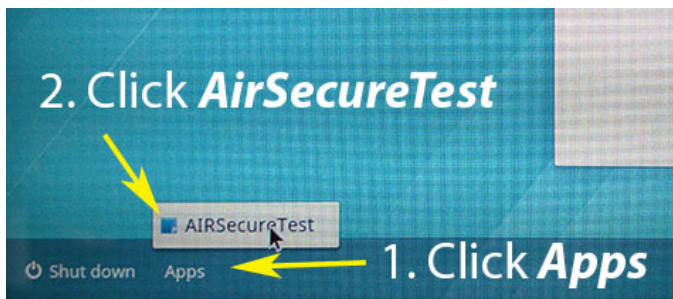 2. Click AirSecureTest
AIRSecureTest
Shut down Apps
1. Click Apps